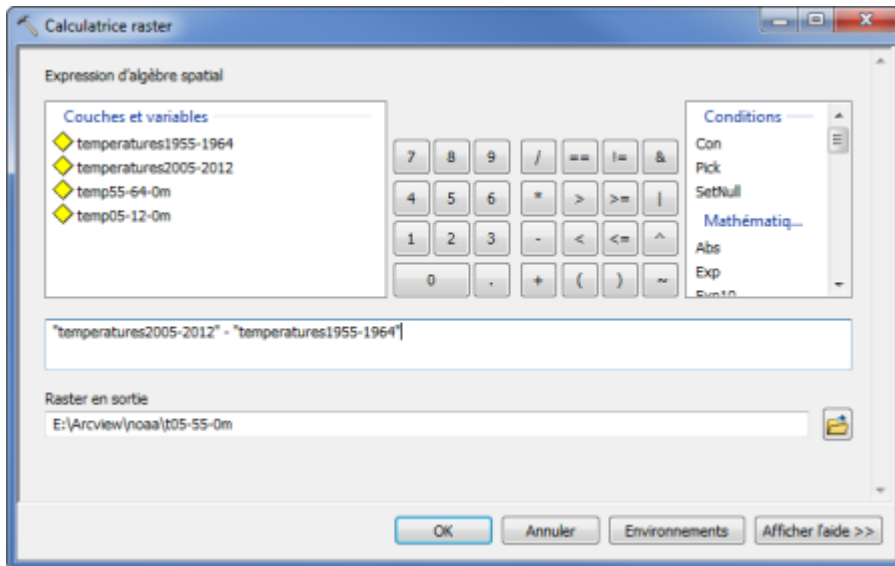 Calculatrice raster
Expression d'algèbre spatial
Couches et variables
temperatures1955-1964
temperatures2005-2012
temp55-64-0m
temp05-12-0m
7 8 9 / == != &
4 5 6 * > >= |
1 2 3 - < <= ^
0 . + ( ) ~
Conditions
Con
Pick
SetNull
Mathématiq...
Abs
Exp
Exp10
"temperatures2005-2012" - "temperatures1955-1964"
Raster en sortie
E:\Arcview\noaa\t05-55-0m
OK Annuler Environnements Afficher l'aide >>